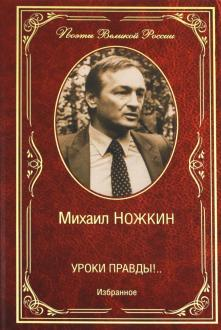 Поэты Великой России
Михаил НОЖКИН
УРОКИ ПРАВДЫ!..
Избранное